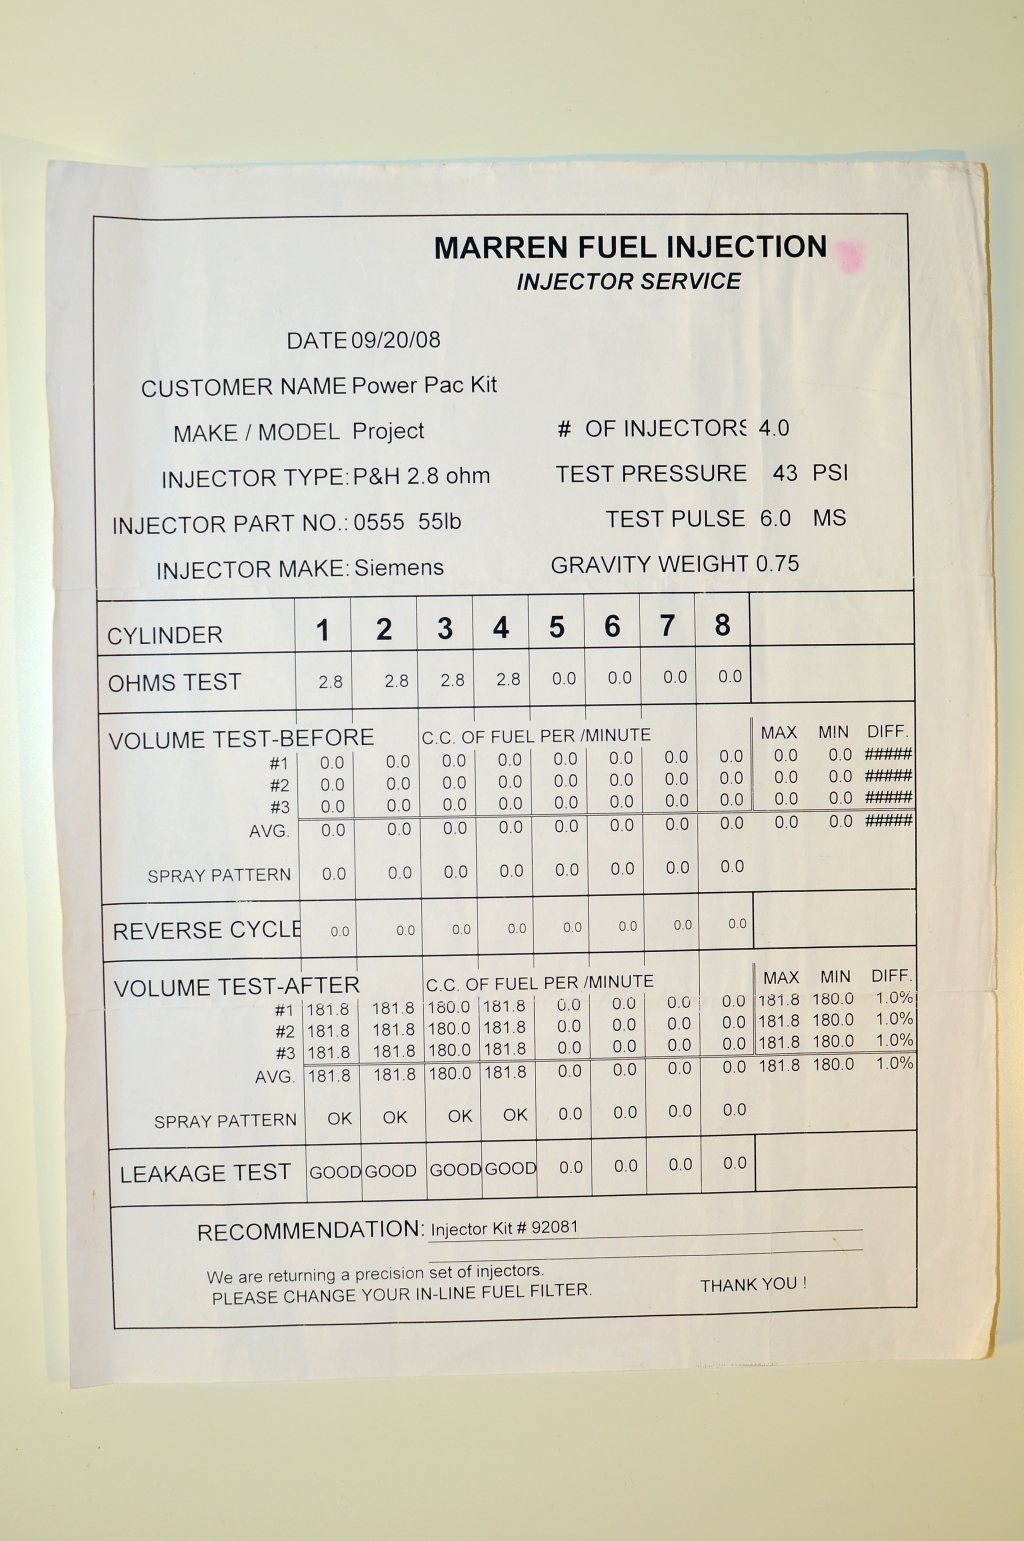 MARREN FUEL INJECTION
INJECTOR SERVICE
DATE 09/20/08
CUSTOMER NAME Power Pac Kit
MAKE / MODEL Project # OF INJECTORS 4.0
INJECTOR TYPE: P&H 2.8 ohm TEST PRESSURE 43 PSI
INJECTOR PART NO.: 0555 55lb TEST PULSE 6.0 MS
INJECTOR MAKE: Siemens GRAVITY WEIGHT 0.75
CYLINDER 1 2 3 4 5 6 7 8
OHMS TEST 2.8 2.8 2.8 2.8 0.0 0.0 0.0 0.0
VOLUME TEST-BEFORE C.C. OF FUEL PER /MINUTE MAX MIN DIFF.
#1 0.0 0.0 0.0 0.0 0.0 0.0 0.0 0.0 0.0 0.0 #####
#2 0.0 0.0 0.0 0.0 0.0 0.0 0.0 0.0 0.0 0.0 #####
#3 0.0 0.0 0.0 0.0 0.0 0.0 0.0 0.0 0.0 0.0 #####
AVG. 0.0 0.0 0.0 0.0 0.0 0.0 0.0 0.0 0.0 0.0 #####
SPRAY PATTERN 0.0 0.0 0.0 0.0 0.0 0.0 0.0 0.0
REVERSE CYCLE 0.0 0.0 0.0 0.0 0.0 0.0 0.0 0.0
VOLUME TEST-AFTER C.C. OF FUEL PER /MINUTE MAX MIN DIFF.
#1 181.8 181.8 180.0 181.8 0.0 0.0 0.0 0.0 181.8 180.0 1.0%
#2 181.8 181.8 180.0 181.8 0.0 0.0 0.0 0.0 181.8 180.0 1.0%
#3 181.8 181.8 180.0 181.8 0.0 0.0 0.0 0.0 181.8 180.0 1.0%
AVG. 181.8 181.8 180.0 181.8 0.0 0.0 0.0 0.0 181.8 180.0 1.0%
SPRAY PATTERN OK OK OK OK 0.0 0.0 0.0 0.0
LEAKAGE TEST GOOD GOOD GOOD GOOD 0.0 0.0 0.0 0.0
RECOMMENDATION: Injector Kit # 92081
We are returning a precision set of injectors.
PLEASE CHANGE YOUR IN-LINE FUEL FILTER. THANK YOU !